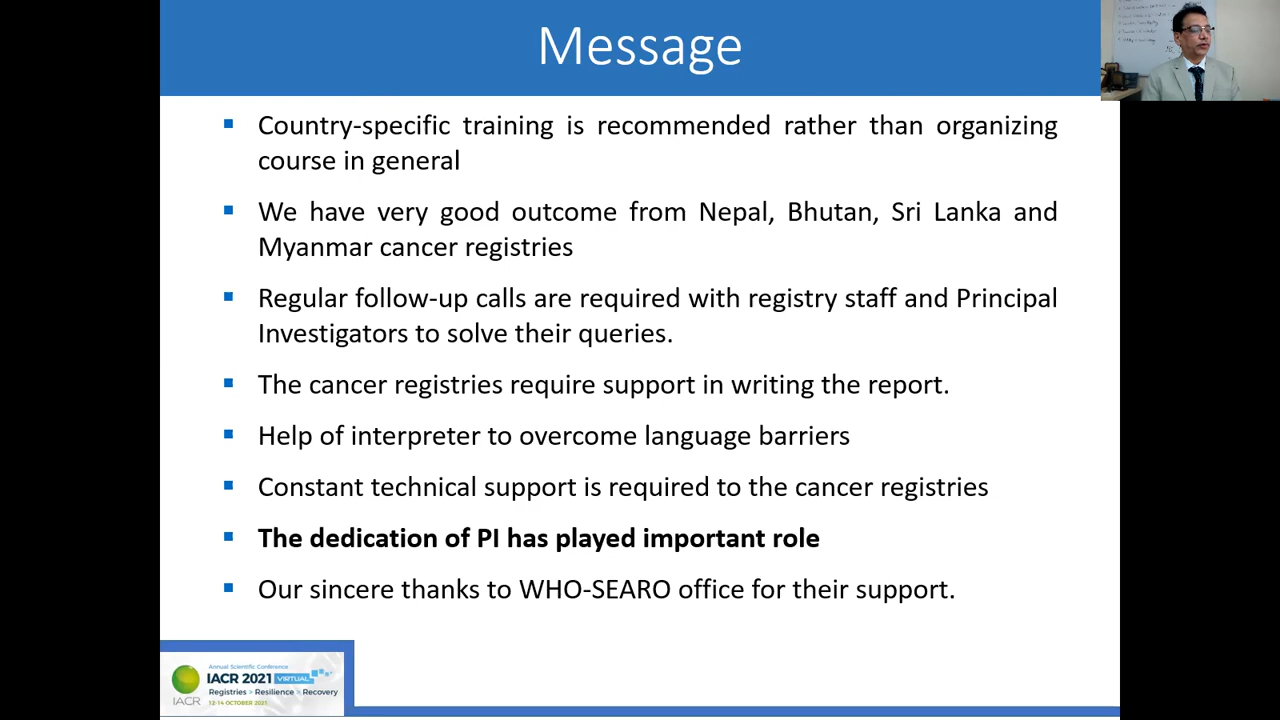 Message
Country-specific training is recommended rather than organizing
course in general
We have very good outcome from Nepal, Bhutan, Sri Lanka and
Myanmar cancer registries
Regular follow-up calls are required with registry staff and Principal
Investigators to solve their queries.
The cancer registries require support in writing the report.
Help of interpreter to overcome language barriers
Constant technical support is required to the cancer registries
The dedication of PI has played important role
Our sincere thanks to WHO-SEARO office for their support.
Annual Scientific Conference
IACR 2021 VIRTUAL
Registries > Resilience > Recovery
IACR
12-14 OCTOBER 2021